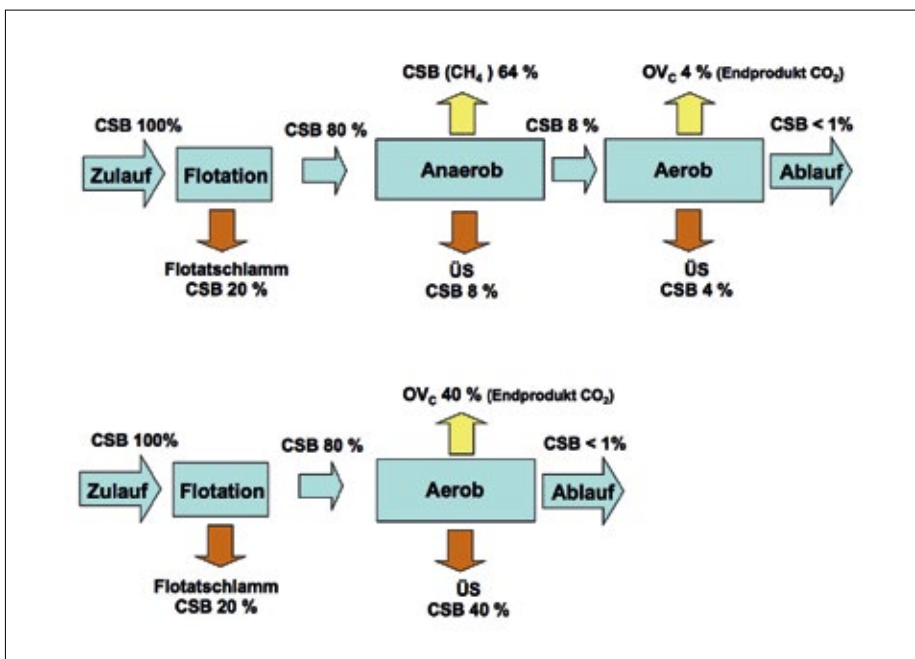 CSB (CH₄ ) 64 %
OV_C 4 % (Endprodukt CO₂)
CSB 100%
CSB 80 %
CSB 8 %
CSB < 1%
Zulauf
Flotation
Anaerob
Aerob
Ablauf
Flotatschlamm
CSB 20 %
ÜS
CSB 8 %
ÜS
CSB 4 %
OV_C 40 % (Endprodukt CO₂)
CSB 100%
CSB 80 %
CSB < 1%
Zulauf
Flotation
Aerob
Ablauf
Flotatschlamm
CSB 20 %
ÜS
CSB 40 %